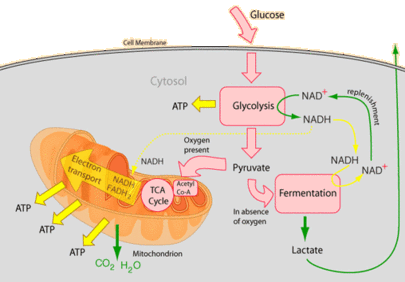 Glucose
Cell Membrane
Cytosol
ATP
Glycolysis
NAD+
NADH
replenishment
Oxygen
present
NADH
Electron
transport
NADH
FADH2
TCA
Cycle
Acetyl
Co-A
Pyruvate
NADH
NAD+
Fermentation
In absence
of oxygen
ATP
ATP
ATP
Mitochondrion
CO2 H2O
Lactate